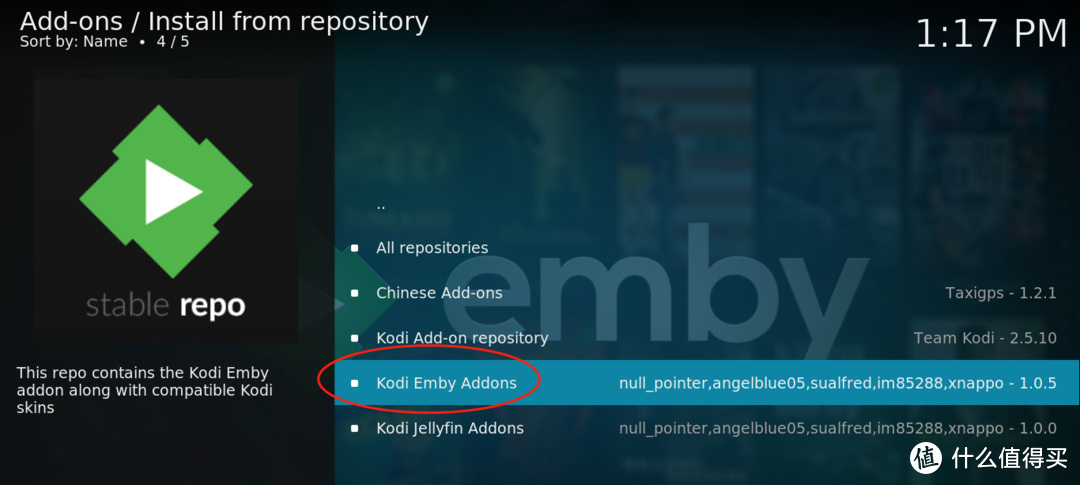 Add-ons / Install from repository
Sort by: Name • 4 / 5
1:17 PM
stable repo
This repo contains the Kodi Emby
addon along with compatible Kodi
skins
emby
..
All repositories
Chinese Add-ons Taxigps - 1.2.1
Kodi Add-on repository Team Kodi - 2.5.10
Kodi Emby Addons null_pointer,angelblue05,sualfred,im85288,xnappo - 1.0.5
Kodi Jellyfin Addons null_pointer,angelblue05,sualfred,im85288,xnappo - 1.0.0
值 什么值得买